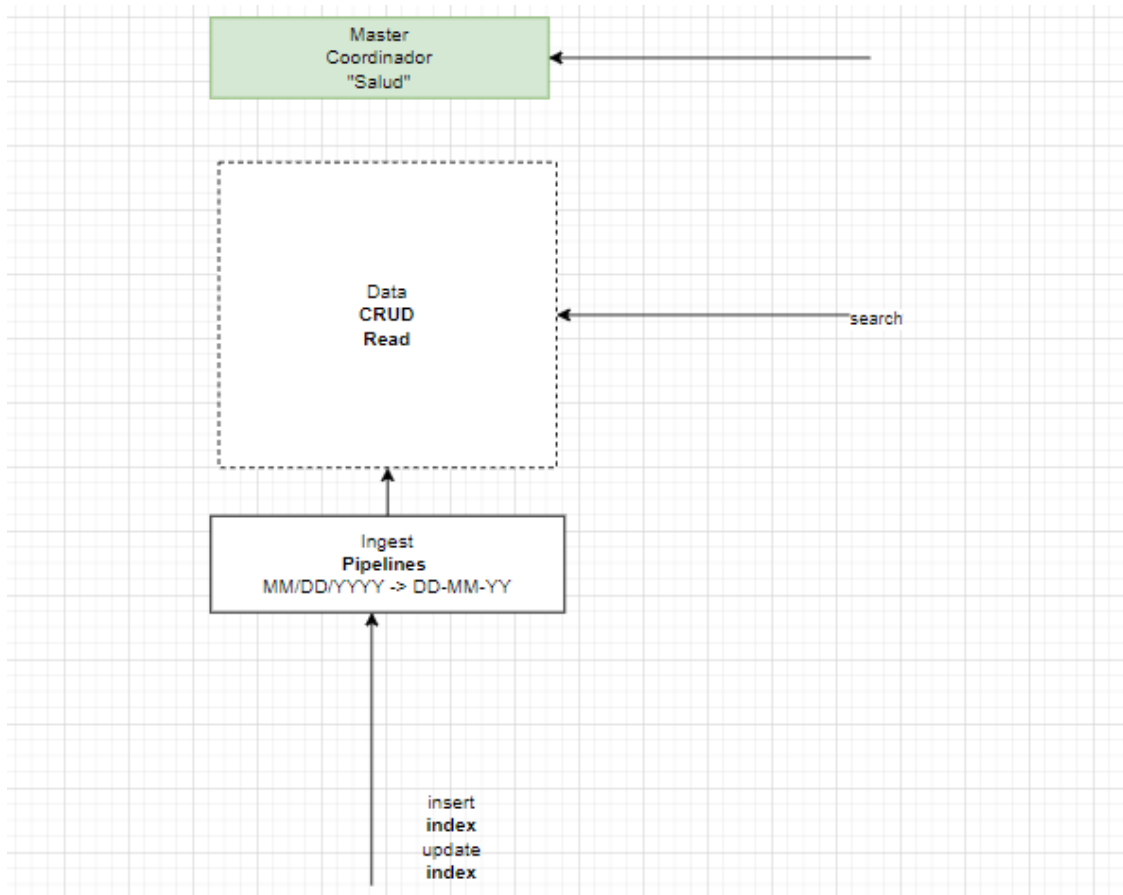 Master
Coordinador
"Salud"
Data
CRUD
Read
search
Ingest
Pipelines
MM/DD/YYYY -> DD-MM-YY
insert
index
update
index